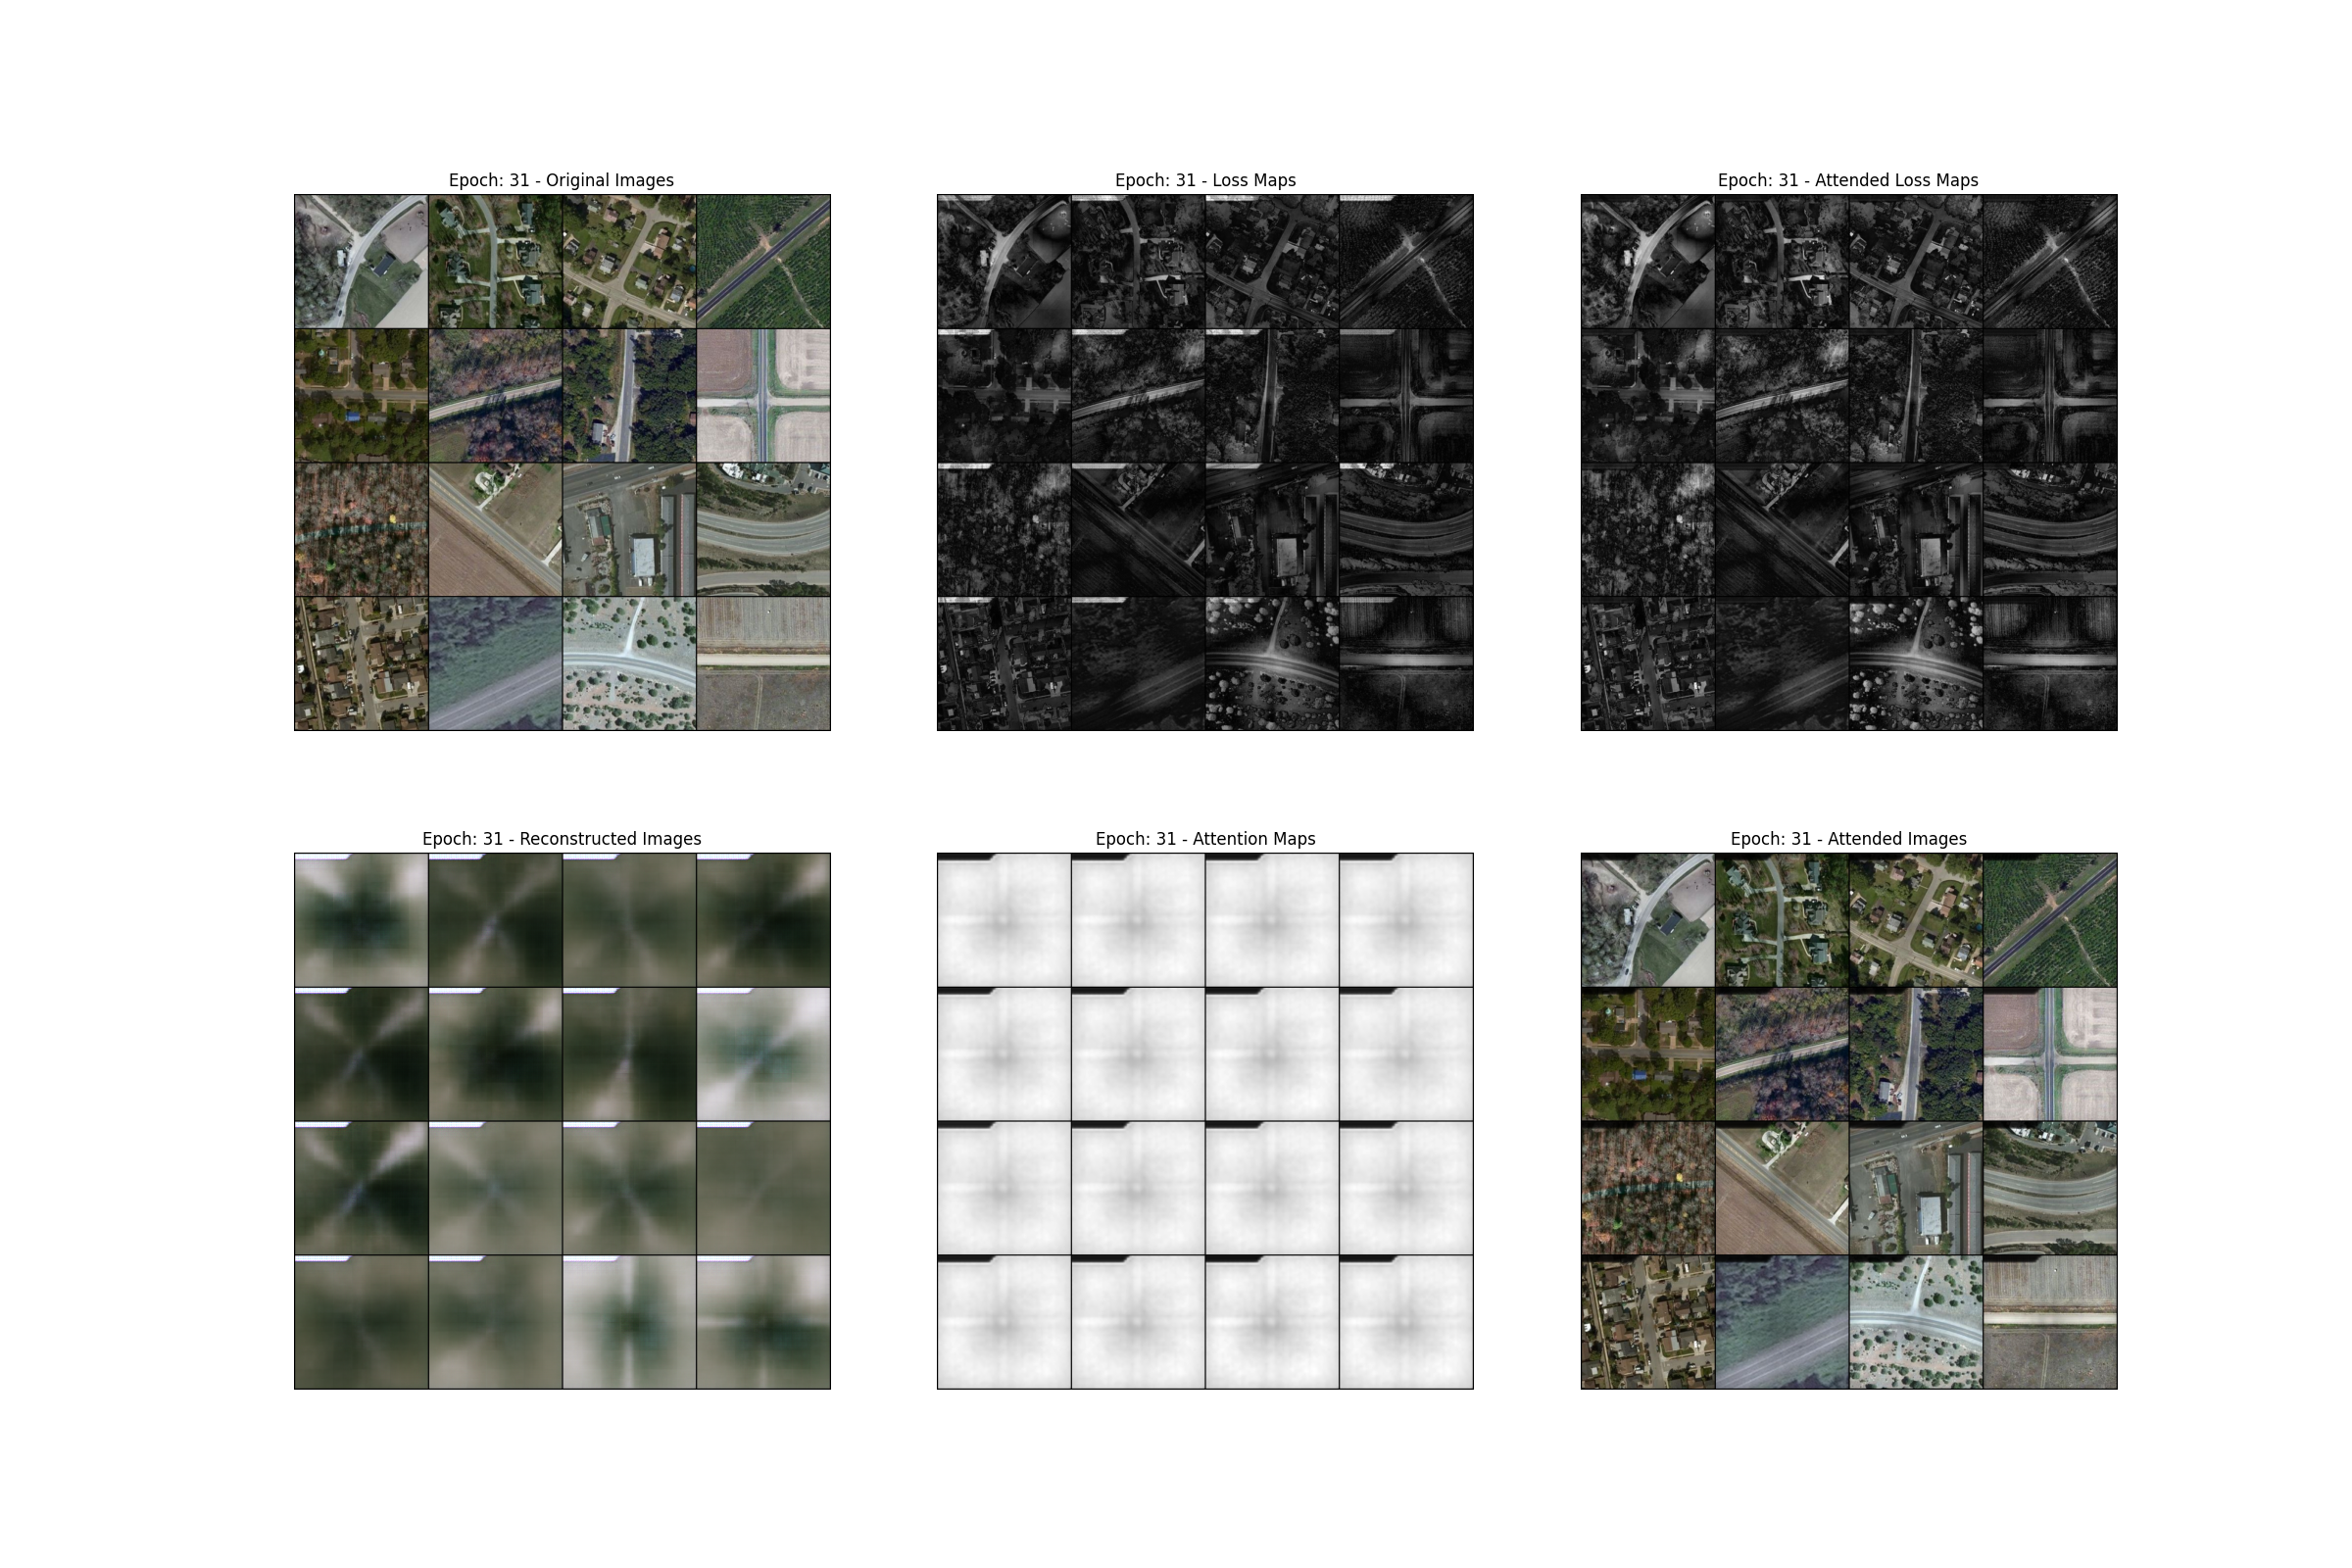 Epoch: 31 - Original Images
Epoch: 31 - Loss Maps
Epoch: 31 - Attended Loss Maps
Epoch: 31 - Reconstructed Images
Epoch: 31 - Attention Maps
Epoch: 31 - Attended Images